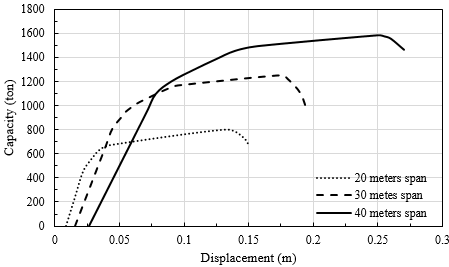 1800
1600
1400
1200
1000
800
600
400
200
0
Capacity (ton)
20 meters span
30 metes span
40 meters span
0 0.05 0.1 0.15 0.2 0.25 0.3
Displacement (m)